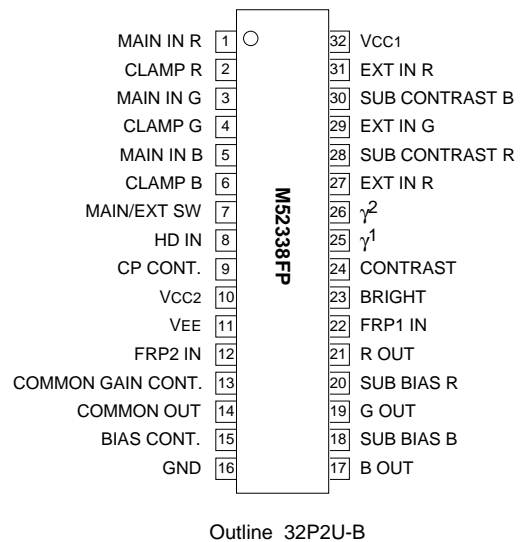 MAIN IN R 1 32 VCC1
CLAMP R 2 31 EXT IN R
MAIN IN G 3 30 SUB CONTRAST B
CLAMP G 4 29 EXT IN G
MAIN IN B 5 28 SUB CONTRAST R
CLAMP B 6 27 EXT IN R
MAIN/EXT SW 7 26 γ2
HD IN 8 25 γ1
CP CONT. 9 24 CONTRAST
VCC2 10 23 BRIGHT
VEE 11 22 FRP1 IN
FRP2 IN 12 21 R OUT
COMMON GAIN CONT. 13 20 SUB BIAS R
COMMON OUT 14 19 G OUT
BIAS CONT. 15 18 SUB BIAS B
GND 16 17 B OUT
M52338FP
Outline 32P2U-B